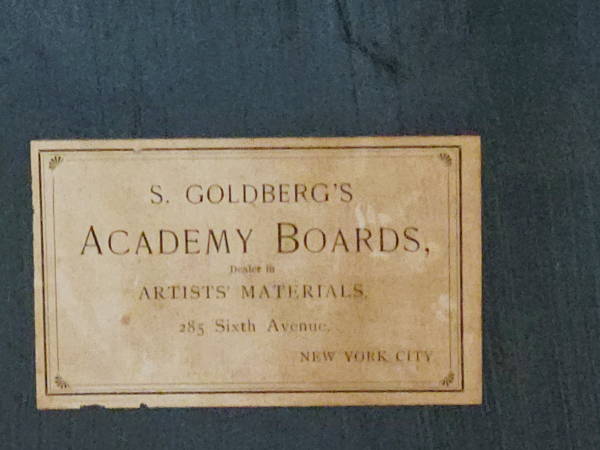 S. GOLDBERG'S
ACADEMY BOARDS,
Dealer in
ARTISTS' MATERIALS,
285 Sixth Avenue,
NEW YORK CITY